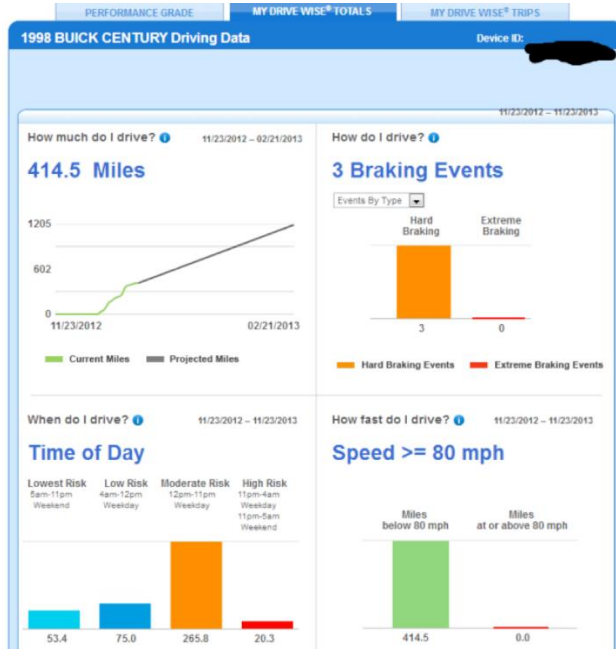 PERFORMANCE GRADE
MY DRIVE WISE® TOTALS
MY DRIVE WISE® TRIPS
1998 BUICK CENTURY Driving Data
Device ID:
11/23/2012 – 11/23/2013
How much do I drive?
11/23/2012 – 02/21/2013
414.5 Miles
1205
602
0
11/23/2012
02/21/2013
Current Miles
Projected Miles
How do I drive?
3 Braking Events
Events By Type
Hard Braking
Extreme Braking
3
0
Hard Braking Events
Extreme Braking Events
When do I drive?
11/23/2012 – 11/23/2013
Time of Day
Lowest Risk
5am-11pm
Weekend
Low Risk
4am-12pm
Weekday
Moderate Risk
12pm-11pm
Weekday
High Risk
11pm-4am
Weekday
11pm-5am
Weekend
53.4
75.0
265.8
20.3
How fast do I drive?
11/23/2012 – 11/23/2013
Speed >= 80 mph
Miles
below 80 mph
Miles
at or above 80 mph
414.5
0.0